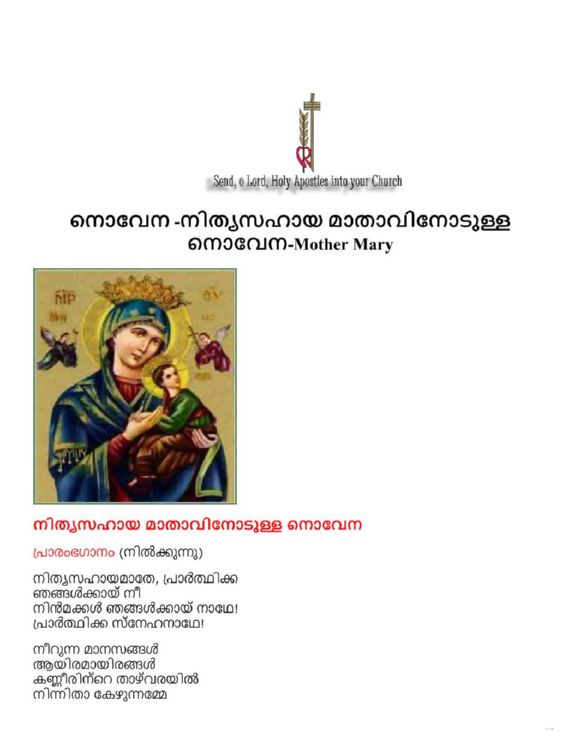 Send, o Lord, Holy Apostles into your Church
നൊവേന -നിത്യസഹായ മാതാവിനോടുള്ള
നൊവേന-Mother Mary
നിത്യസഹായ മാതാവിനോടുള്ള നൊവേന
പ്രാരംഭഗാനം (നിൽക്കുന്നു)
നിത്യസഹായമാതേ, പ്രാർത്ഥിക്ക
ഞങ്ങൾക്കായ് നീ
നിൻമക്കൾ ഞങ്ങൾക്കായ് നാഥേ!
പ്രാർത്ഥിക്ക സ്നേഹനാഥേ!
നീറുന്ന മാനസങ്ങൾ
ആയിരമായിരങ്ങൾ
കണ്ണീരിന്റെ താഴ്‌വരയിൽ
നിന്നിതാ കേഴുന്നമ്മേ